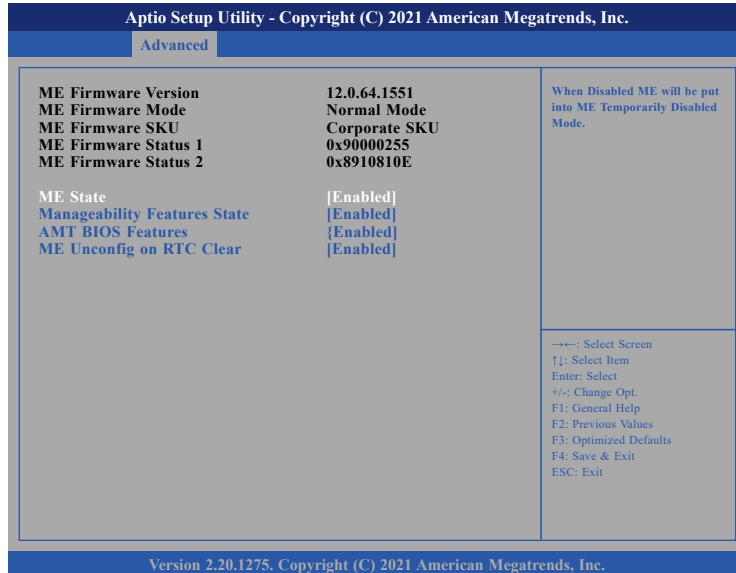 Aptio Setup Utility - Copyright (C) 2021 American Megatrends, Inc.
Advanced
ME Firmware Version 12.0.64.1551
ME Firmware Mode Normal Mode
ME Firmware SKU Corporate SKU
ME Firmware Status 1 0x90000255
ME Firmware Status 2 0x8910810E
ME State [Enabled]
Manageability Features State [Enabled]
AMT BIOS Features {Enabled]
ME Unconfig on RTC Clear [Enabled]
When Disabled ME will be put
into ME Temporarily Disabled
Mode.
→←: Select Screen
↑↓: Select Item
Enter: Select
+/-: Change Opt.
F1: General Help
F2: Previous Values
F3: Optimized Defaults
F4: Save & Exit
ESC: Exit
Version 2.20.1275. Copyright (C) 2021 American Megatrends, Inc.